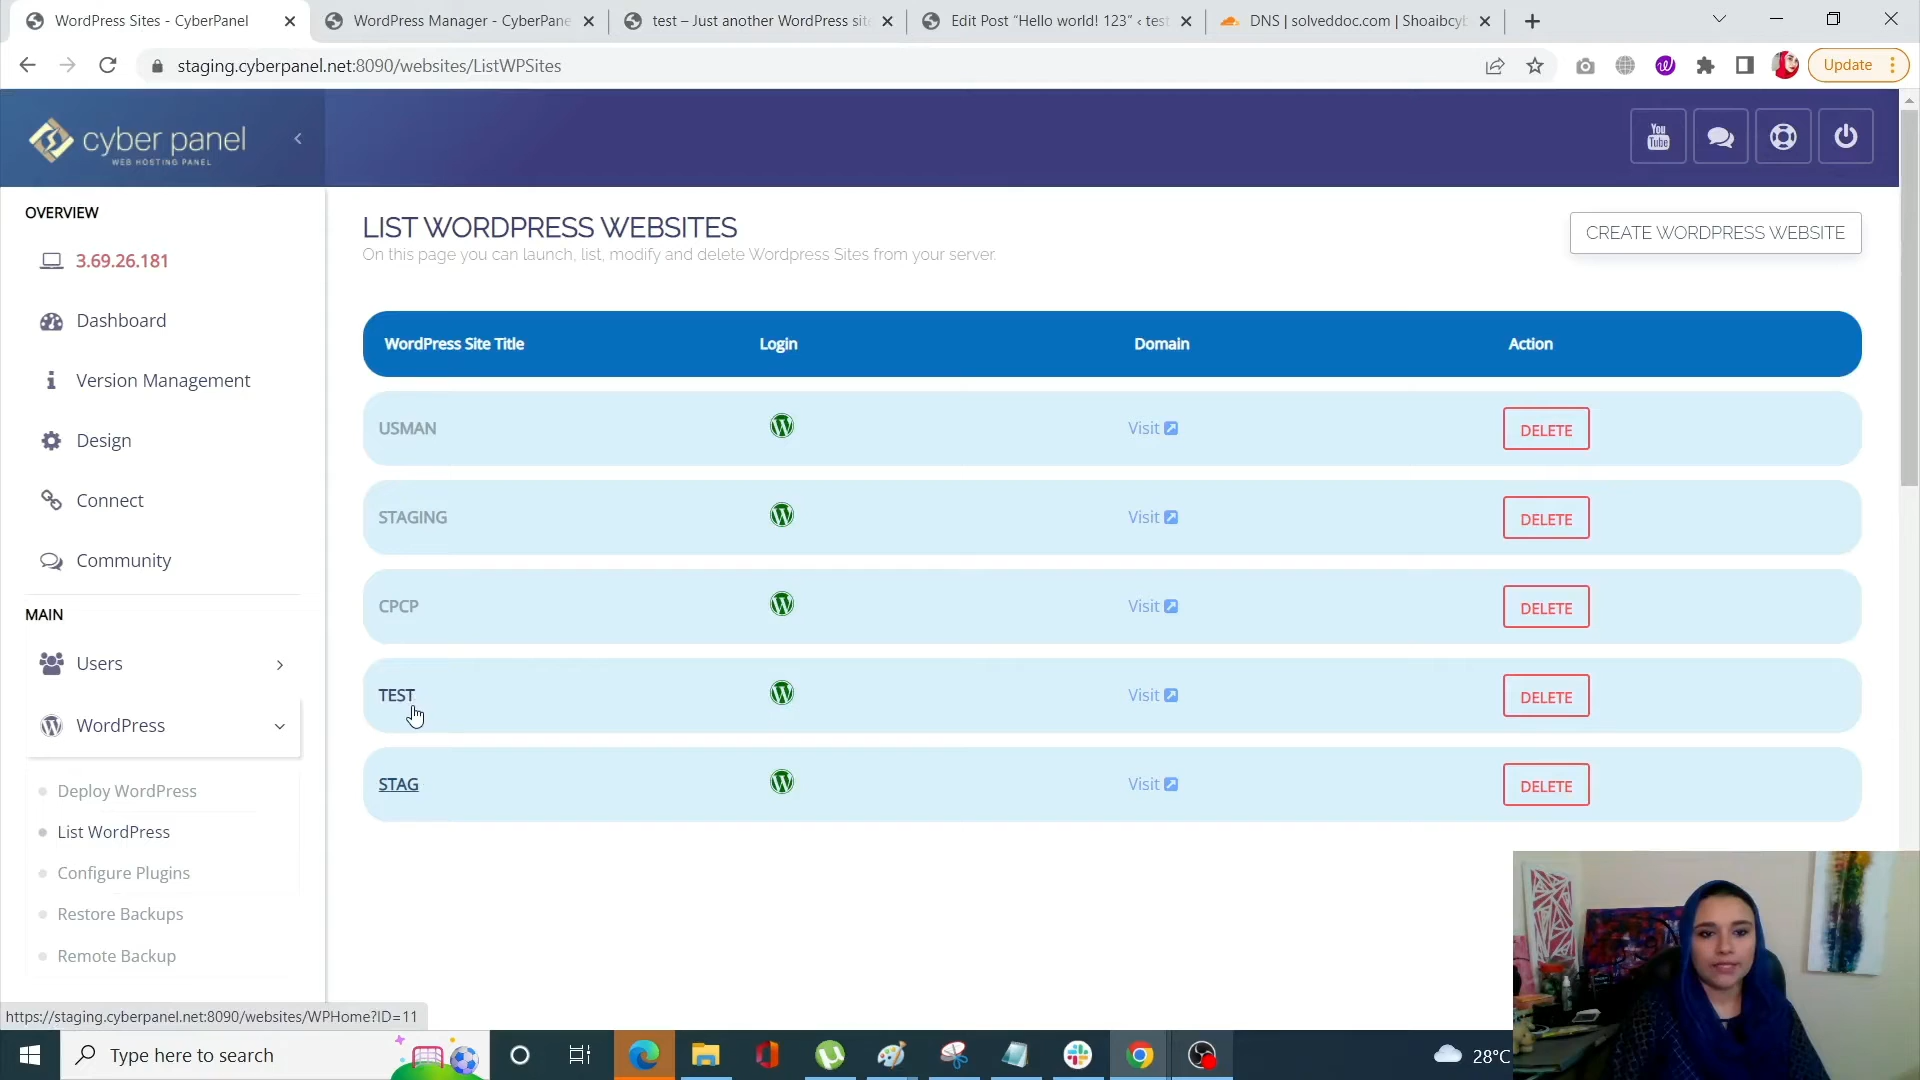 WordPress Sites - CyberPanel
WordPress Manager - CyberPane
test – Just another WordPress site
Edit Post “Hello world! 123” ‹ test
DNS | solveddoc.com | Shoaibcyb
staging.cyberpanel.net:8090/websites/ListWPSites
Update
cyber panel
WEB HOSTING PANEL
You
Tube
OVERVIEW
3.69.26.181
Dashboard
Version Management
Design
Connect
Community
MAIN
Users
WordPress
Deploy WordPress
List WordPress
Configure Plugins
Restore Backups
Remote Backup
LIST WORDPRESS WEBSITES
On this page you can launch, list, modify and delete Wordpress Sites from your server.
CREATE WORDPRESS WEBSITE
WordPress Site Title Login Domain Action
USMAN Visit DELETE
STAGING Visit DELETE
CPCP Visit DELETE
TEST Visit DELETE
STAG Visit DELETE
https://staging.cyberpanel.net:8090/websites/WPHome?ID=11
Type here to search
28°C